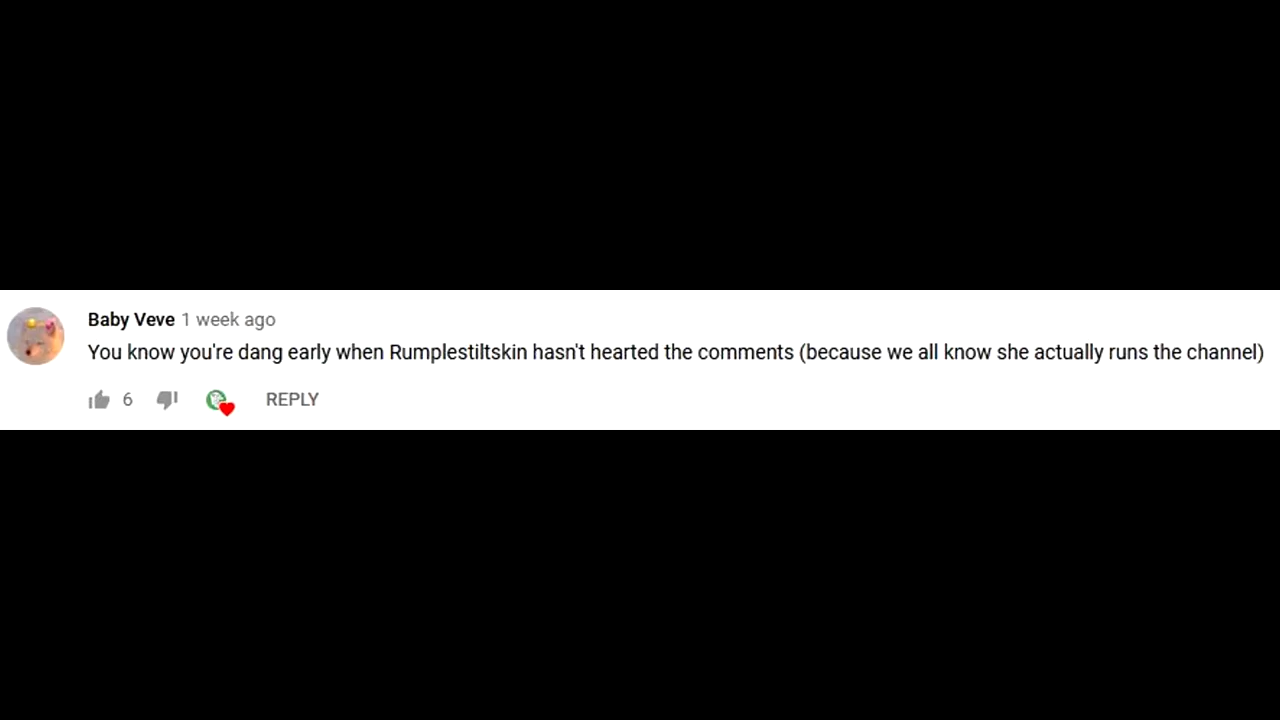 Baby Veve 1 week ago
You know you're dang early when Rumplestiltskin hasn't hearted the comments (because we all know she actually runs the channel)
6 REPLY